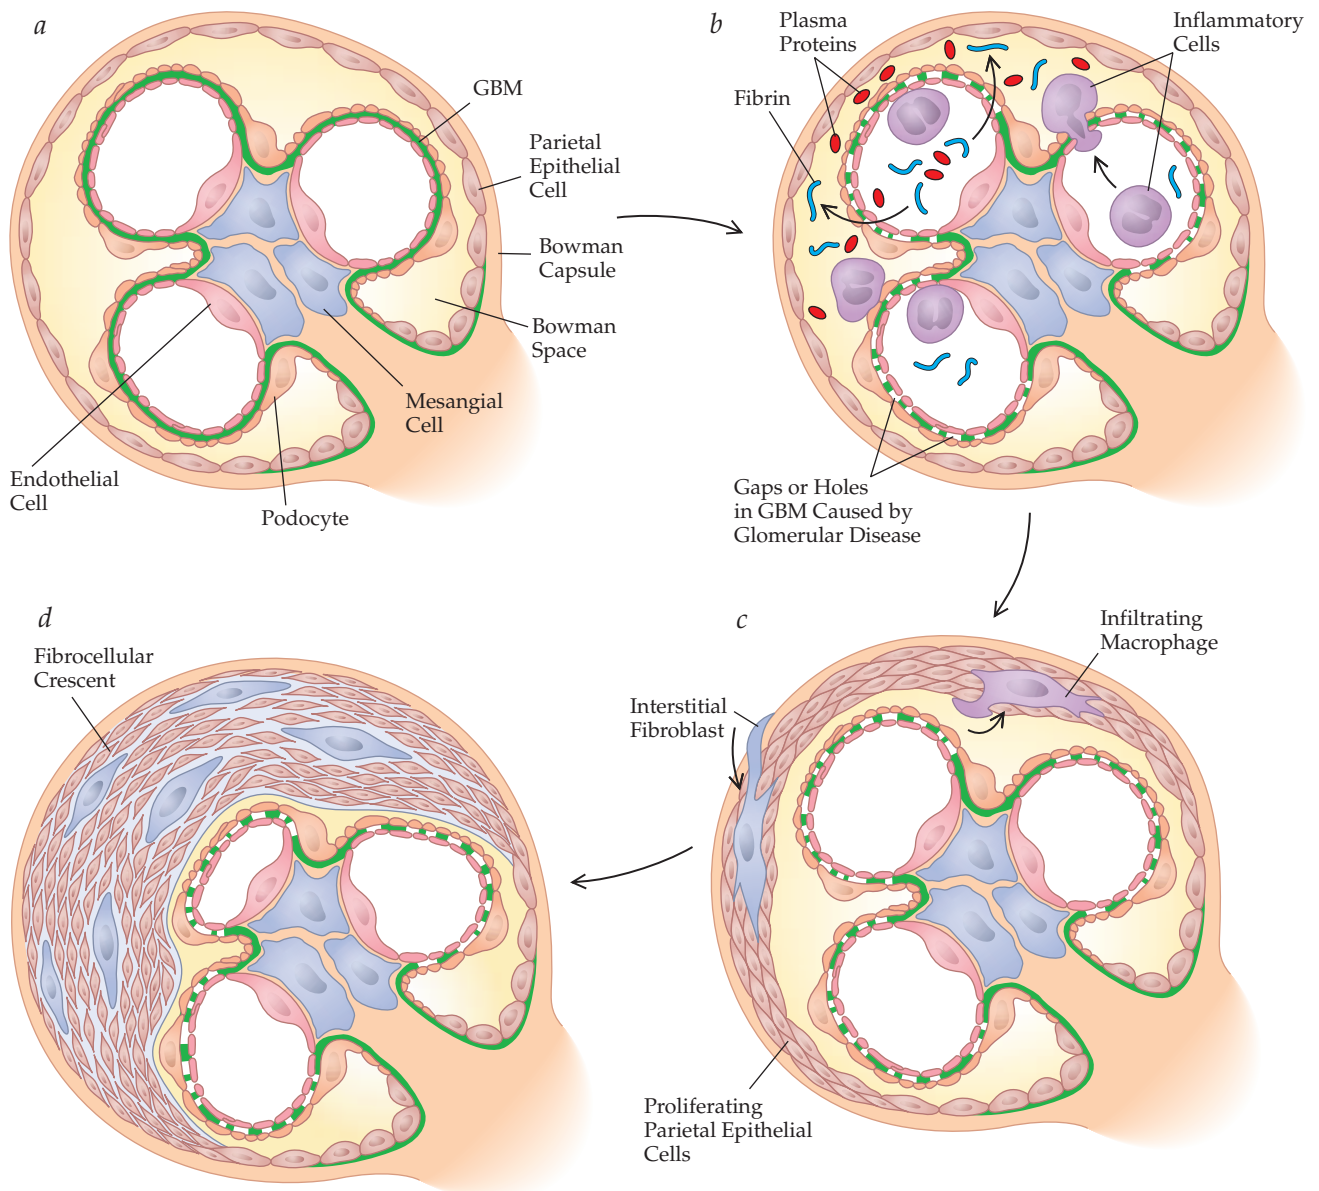 a
GBM
Parietal
Epithelial
Cell
Bowman
Capsule
Bowman
Space
Mesangial
Cell
Endothelial
Cell
Podocyte
b
Plasma
Proteins
Inflammatory
Cells
Fibrin
Gaps or Holes
in GBM Caused by
Glomerular Disease
c
Infiltrating
Macrophage
Interstitial
Fibroblast
Proliferating
Parietal Epithelial
Cells
d
Fibrocellular
Crescent